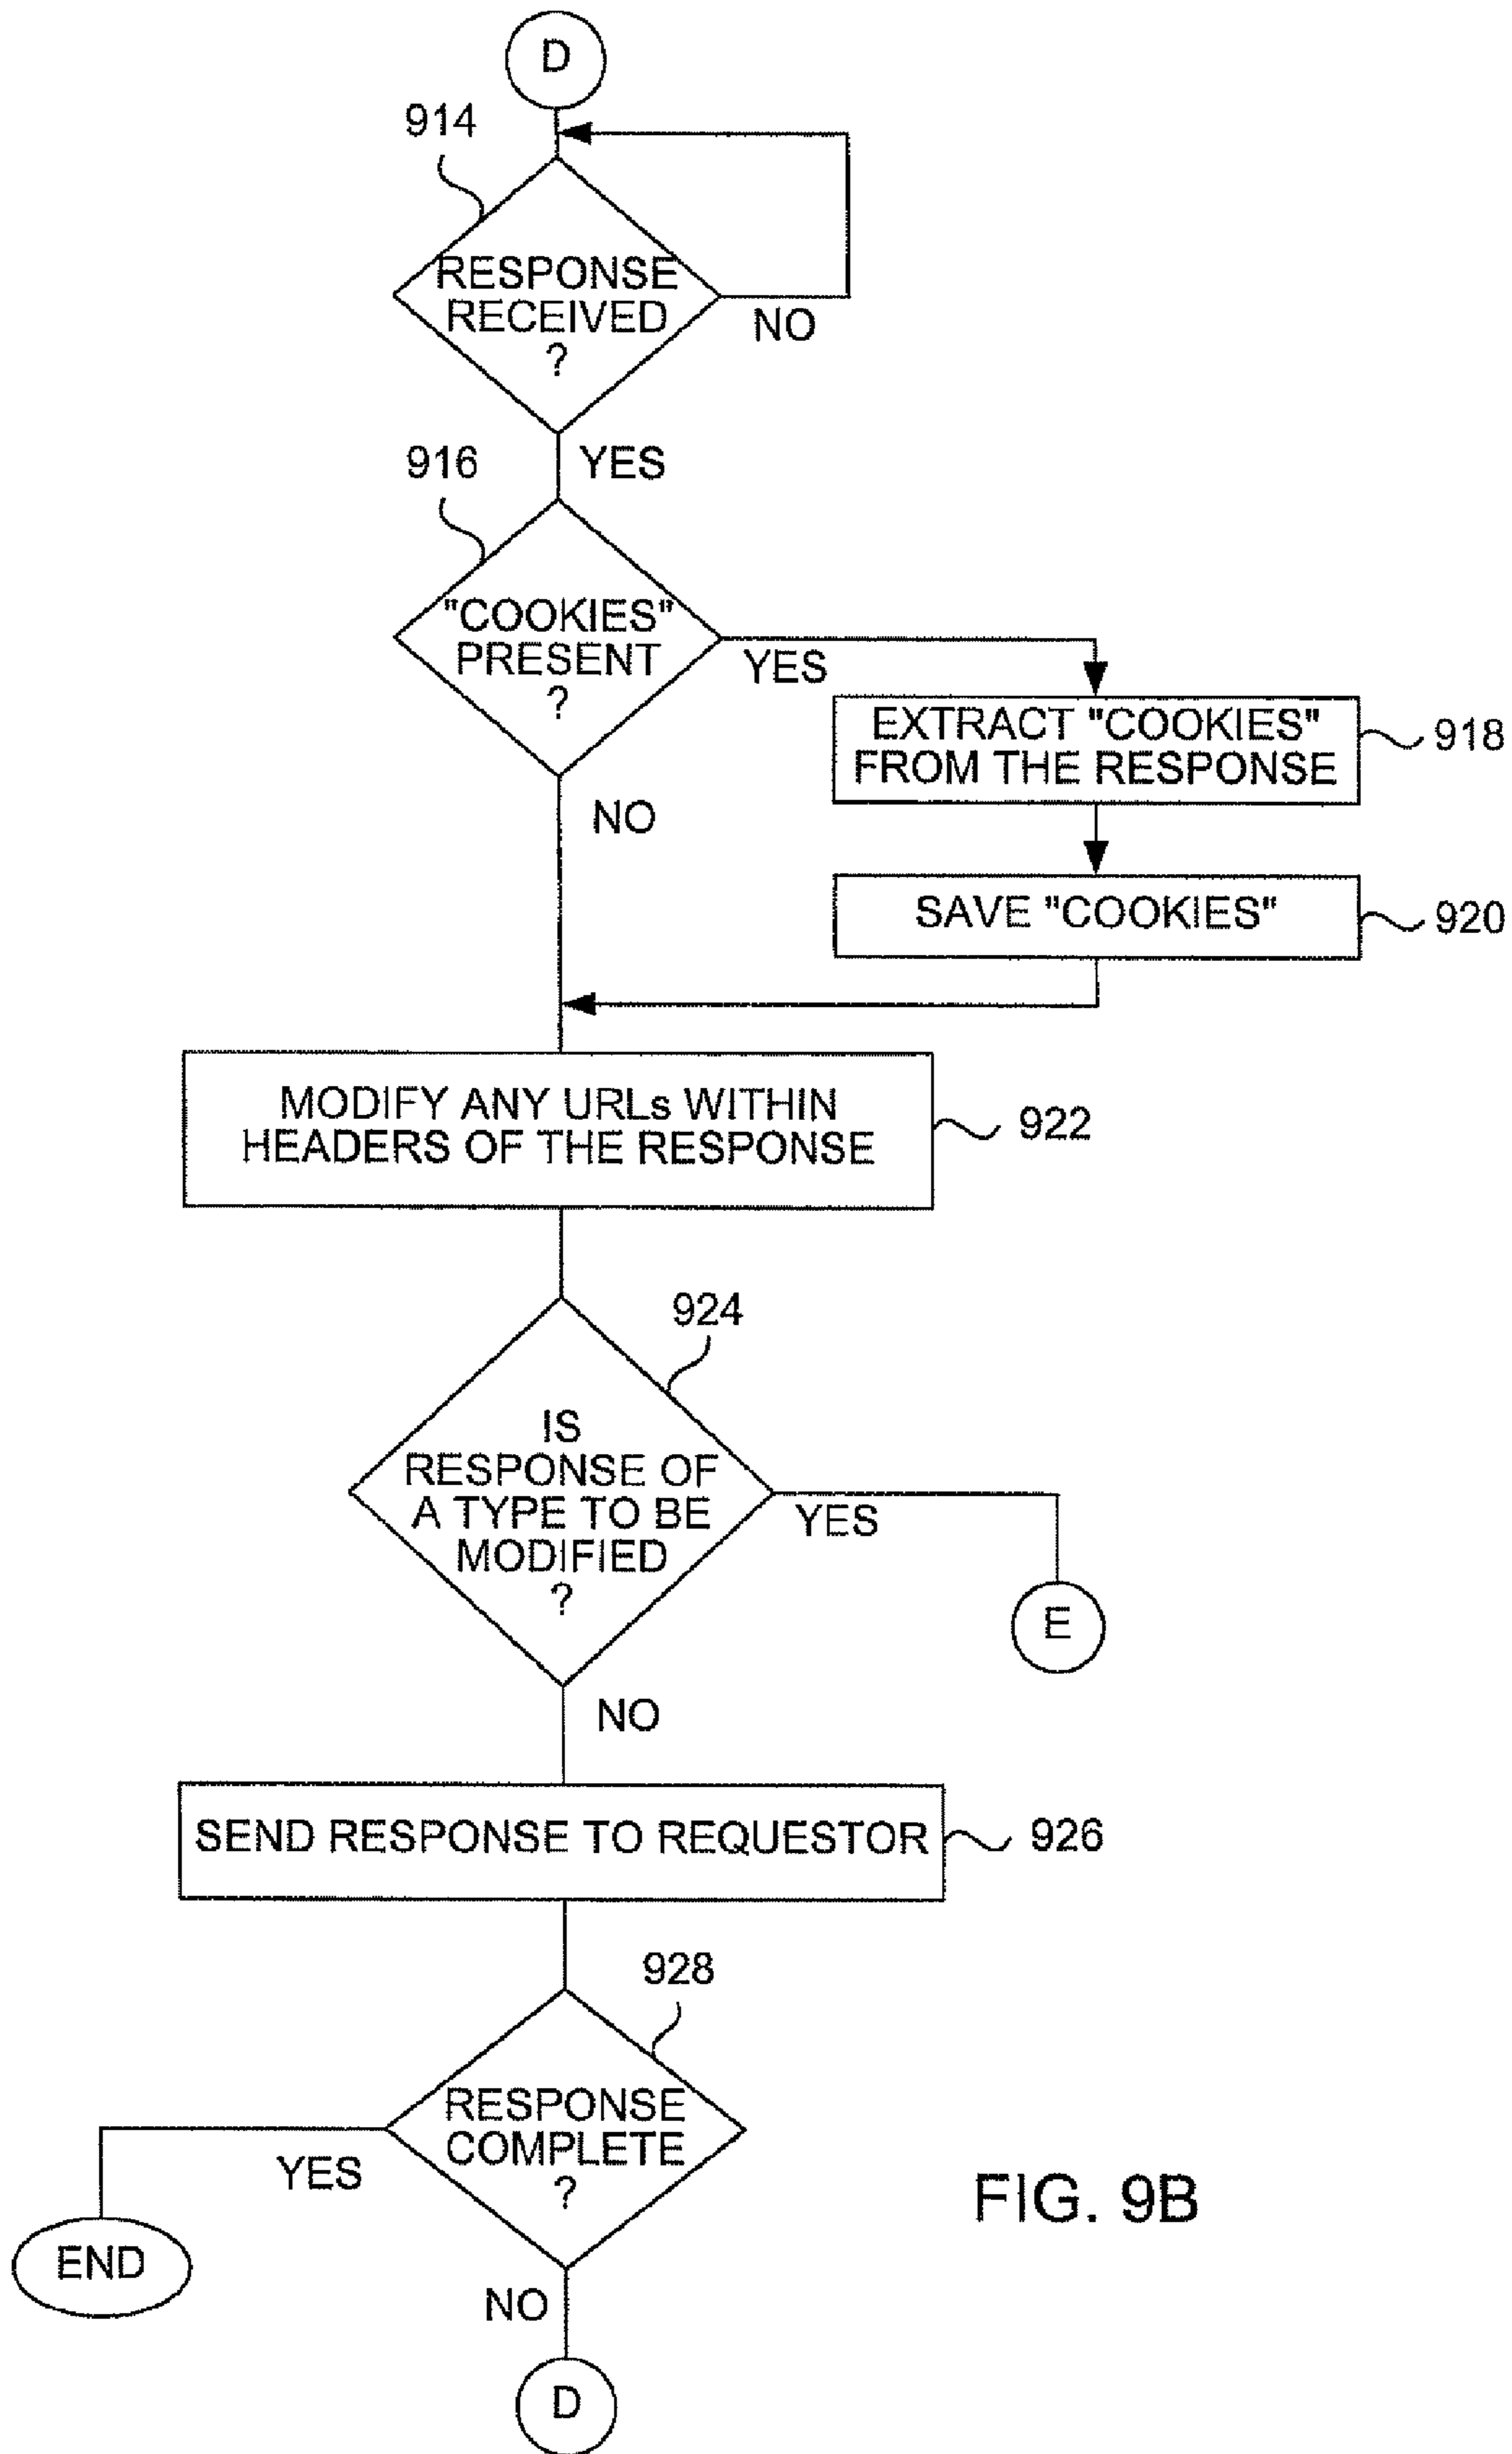 D
914
RESPONSE
RECEIVED
?
NO
YES
916
"COOKIES"
PRESENT
?
YES
NO
EXTRACT "COOKIES"
FROM THE RESPONSE
918
SAVE "COOKIES"
920
MODIFY ANY URLs WITHIN
HEADERS OF THE RESPONSE
922
924
IS
RESPONSE OF
A TYPE TO BE
MODIFIED
?
YES
E
NO
SEND RESPONSE TO REQUESTOR
926
928
RESPONSE
COMPLETE
?
YES
END
NO
D
FIG. 9B